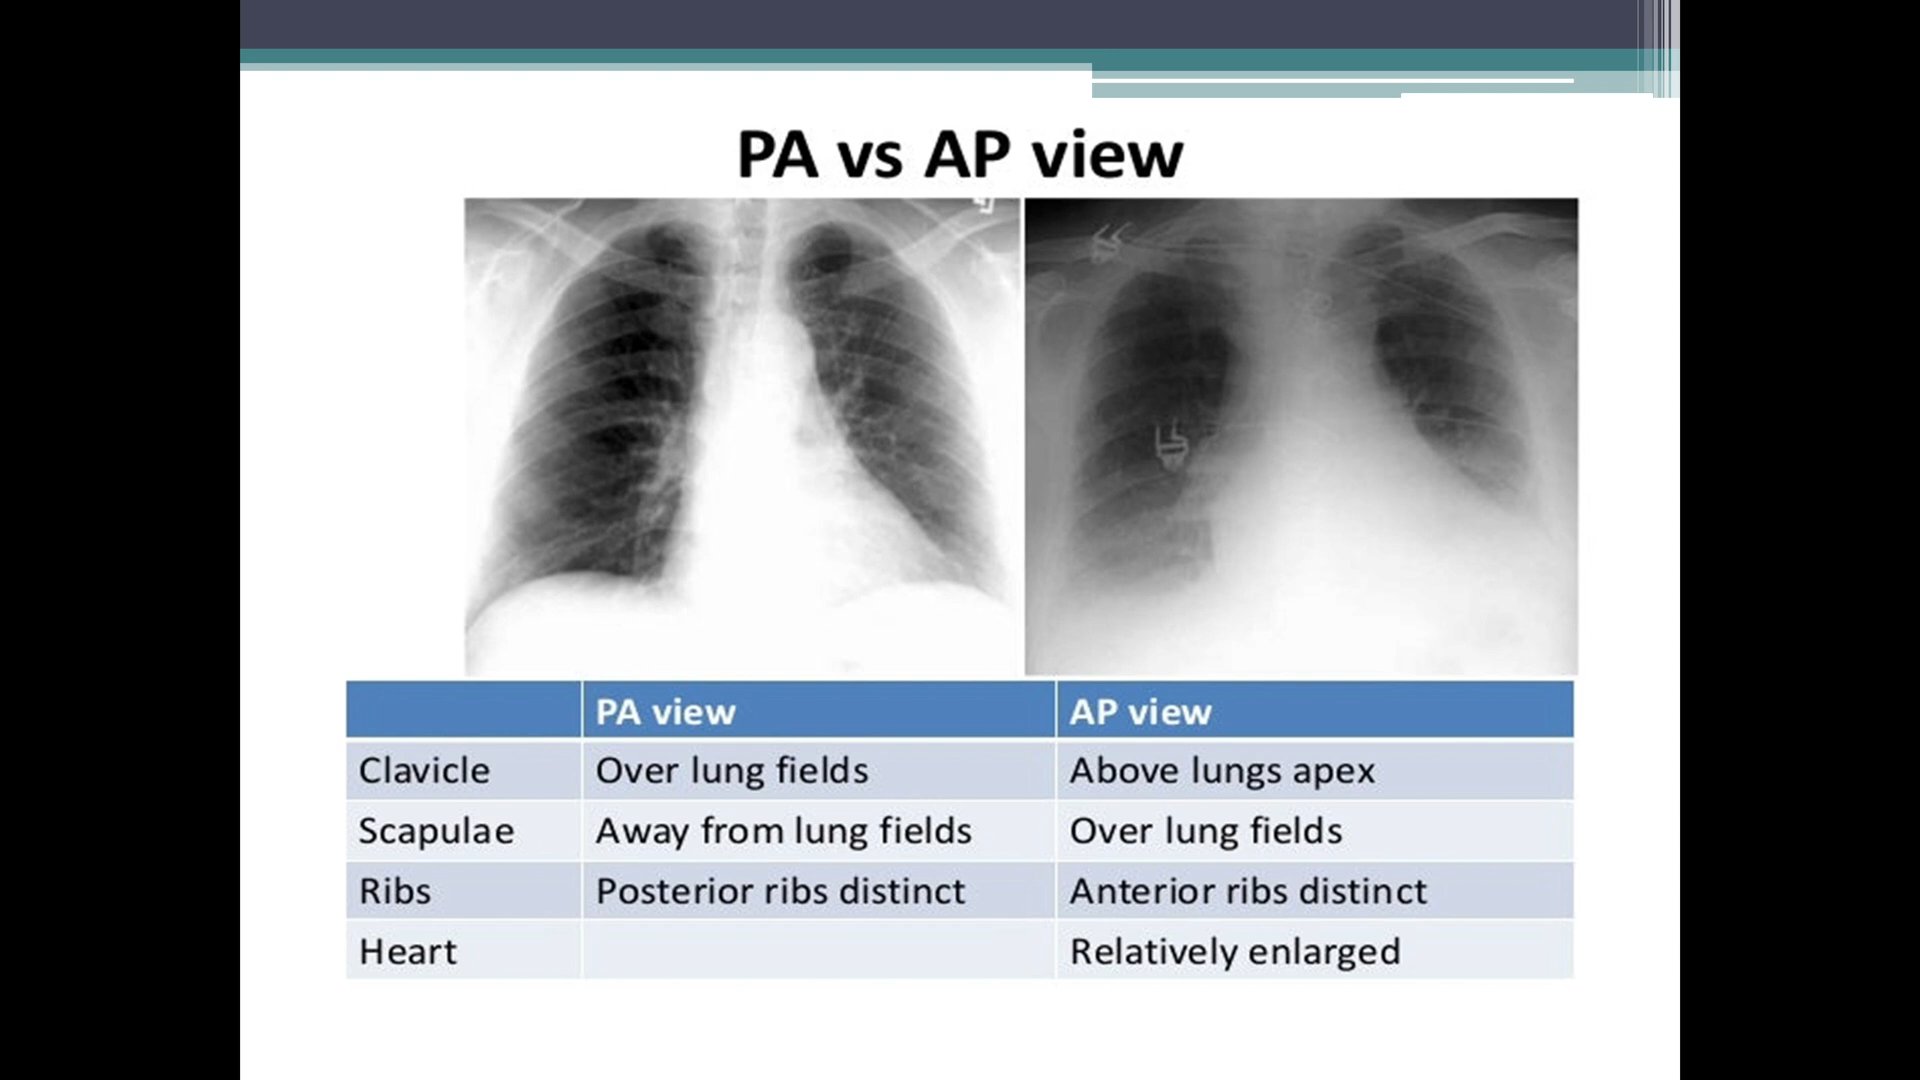 PA vs AP view
PA view AP view
Clavicle Over lung fields Above lungs apex
Scapulae Away from lung fields Over lung fields
Ribs Posterior ribs distinct Anterior ribs distinct
Heart Relatively enlarged